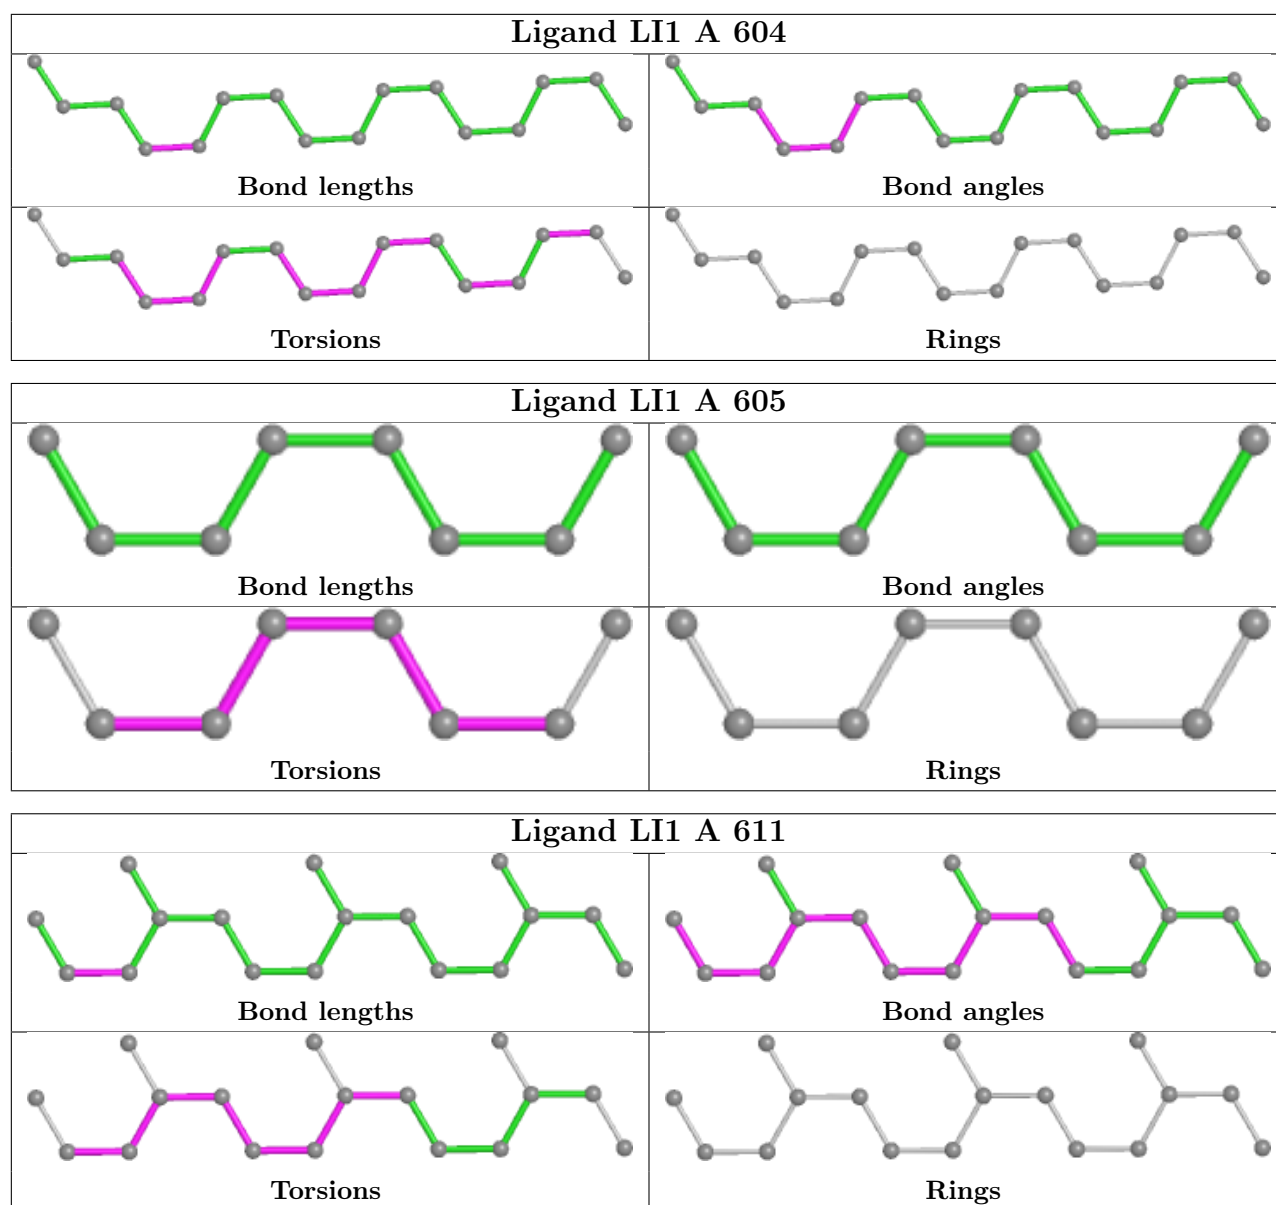 Ligand LI1 A 604
Bond lengths
Bond angles
Torsions
Rings
Ligand LI1 A 605
Bond lengths
Bond angles
Torsions
Rings
Ligand LI1 A 611
Bond lengths
Bond angles
Torsions
Rings